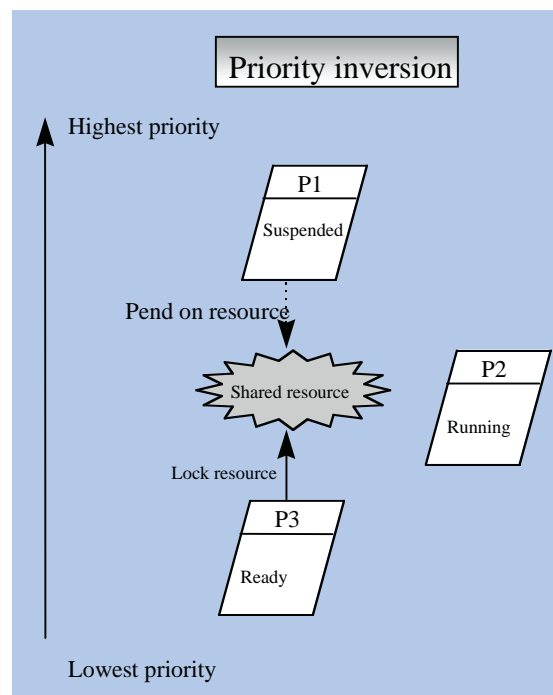 Priority inversion
Highest priority
P1
Suspended
Pend on resource
Shared resource
P2
Running
Lock resource
P3
Ready
Lowest priority